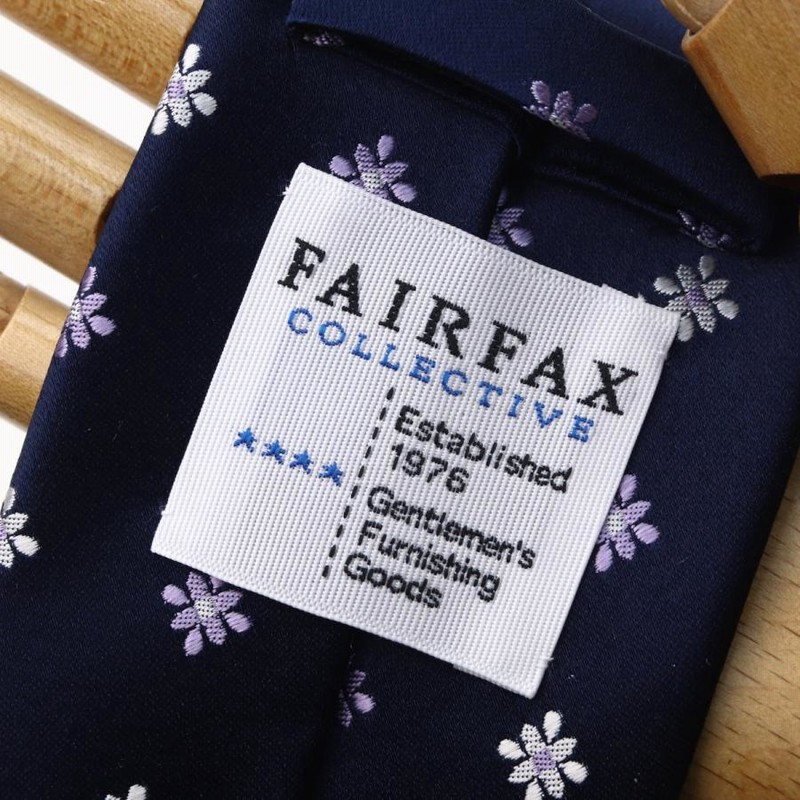 FAIRFAX
COLLECTIVE
★★★★
Established
1976
Gentlemen's
Furnishing
Goods